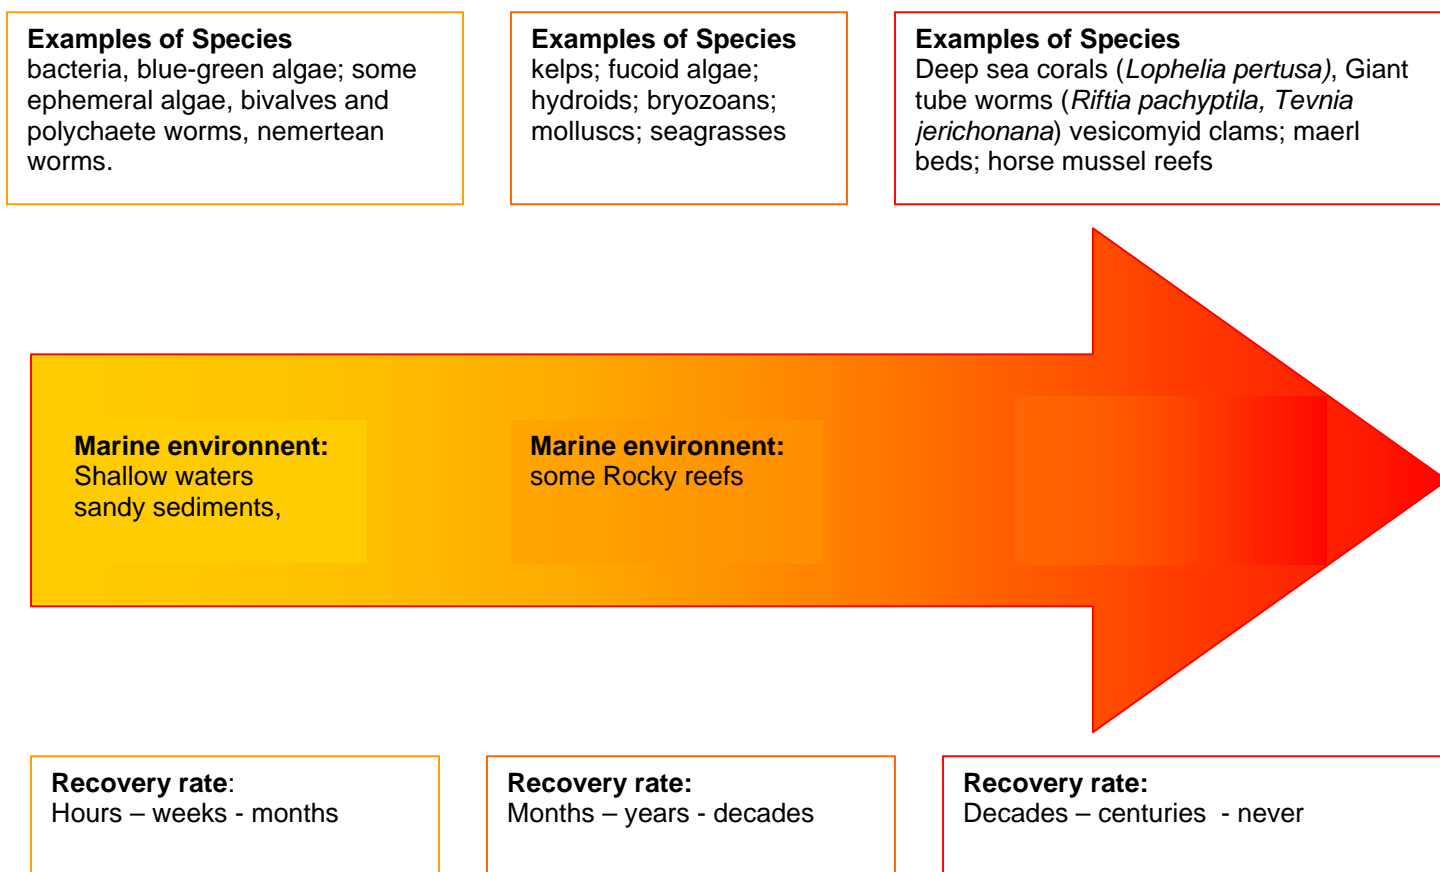 Examples of Species
bacteria, blue-green algae; some
ephemeral algae, bivalves and
polychaete worms, nemertean
worms.
Examples of Species
kelps; fucoid algae;
hydroids; bryozoans;
molluscs; seagrasses
Examples of Species
Deep sea corals (Lophelia pertusa), Giant
tube worms (Riftia pachyptila, Tevnia
jerichonana) vesicomyid clams; maerl
beds; horse mussel reefs
Marine environnent:
Shallow waters
sandy sediments,
Marine environnent:
some Rocky reefs
Recovery rate:
Hours – weeks - months
Recovery rate:
Months – years - decades
Recovery rate:
Decades – centuries - never